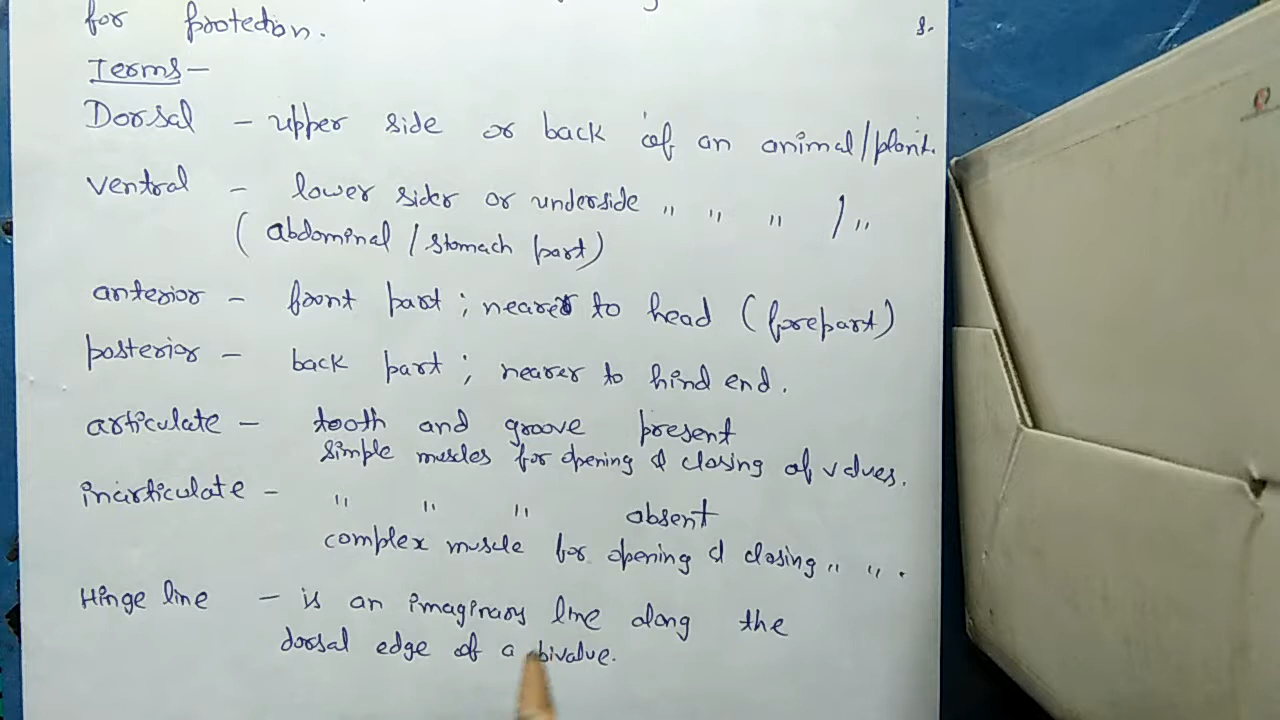 for protection.
8.
Terms-
Dorsal - upper side or back of an animal/plant.
Ventral - lower sider or underside " " " / "
( abdominal / stomach part)
anterior - front part ; nearer to head (forepart)
posterior - back part ; nearer to hind end.
articulate - tooth and groove present
simple muscles for opening & closing of valves.
inarticulate - " " " absent
complex muscle for opening & closing " " .
Hinge line - is an imaginary line along the
dorsal edge of a bivalve.